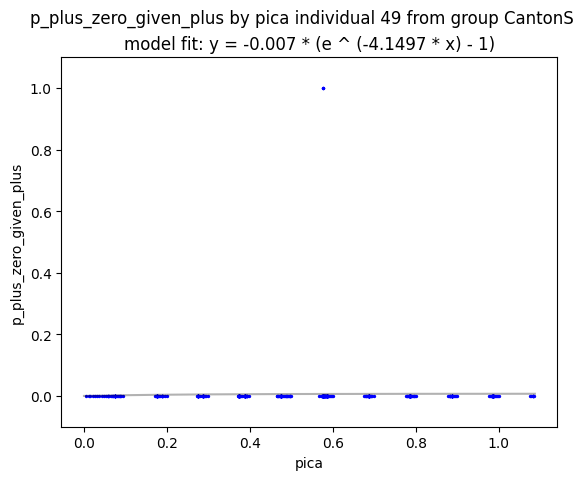 p_plus_zero_given_plus by pica individual 49 from group CantonS
model fit: y = -0.007 * (e ^ (-4.1497 * x) - 1)
1.0
0.8
0.6
0.4
0.2
0.0
p_plus_zero_given_plus
0.0 0.2 0.4 0.6 0.8 1.0
pica